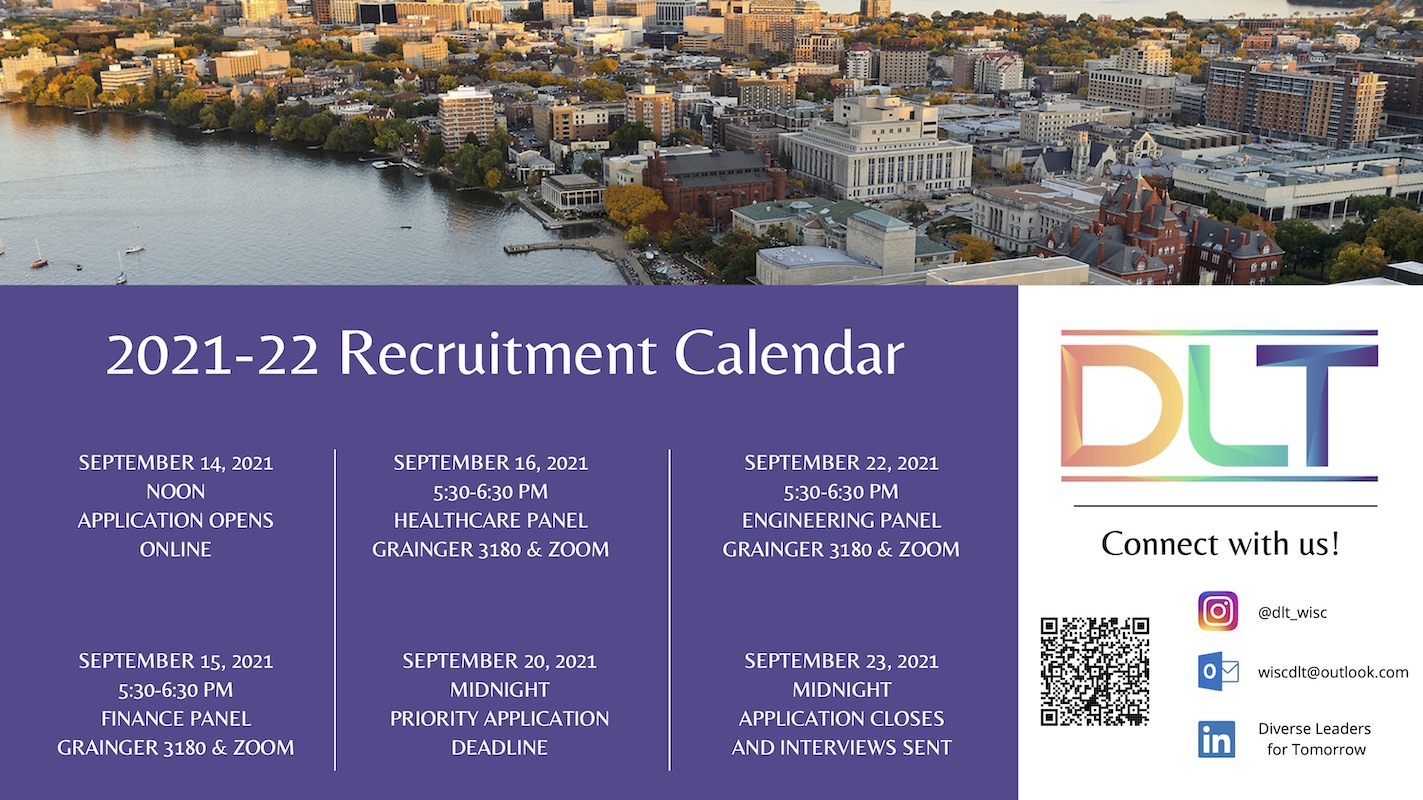 2021-22 Recruitment Calendar
SEPTEMBER 14, 2021
NOON
APPLICATION OPENS
ONLINE
SEPTEMBER 15, 2021
5:30-6:30 PM
FINANCE PANEL
GRAINGER 3180 & ZOOM
SEPTEMBER 16, 2021
5:30-6:30 PM
HEALTHCARE PANEL
GRAINGER 3180 & ZOOM
SEPTEMBER 20, 2021
MIDNIGHT
PRIORITY APPLICATION
DEADLINE
SEPTEMBER 22, 2021
5:30-6:30 PM
ENGINEERING PANEL
GRAINGER 3180 & ZOOM
SEPTEMBER 23, 2021
MIDNIGHT
APPLICATION CLOSES
AND INTERVIEWS SENT
DLT
Connect with us!
@dlt_wisc
wiscdlt@outlook.com
Diverse Leaders
for Tomorrow